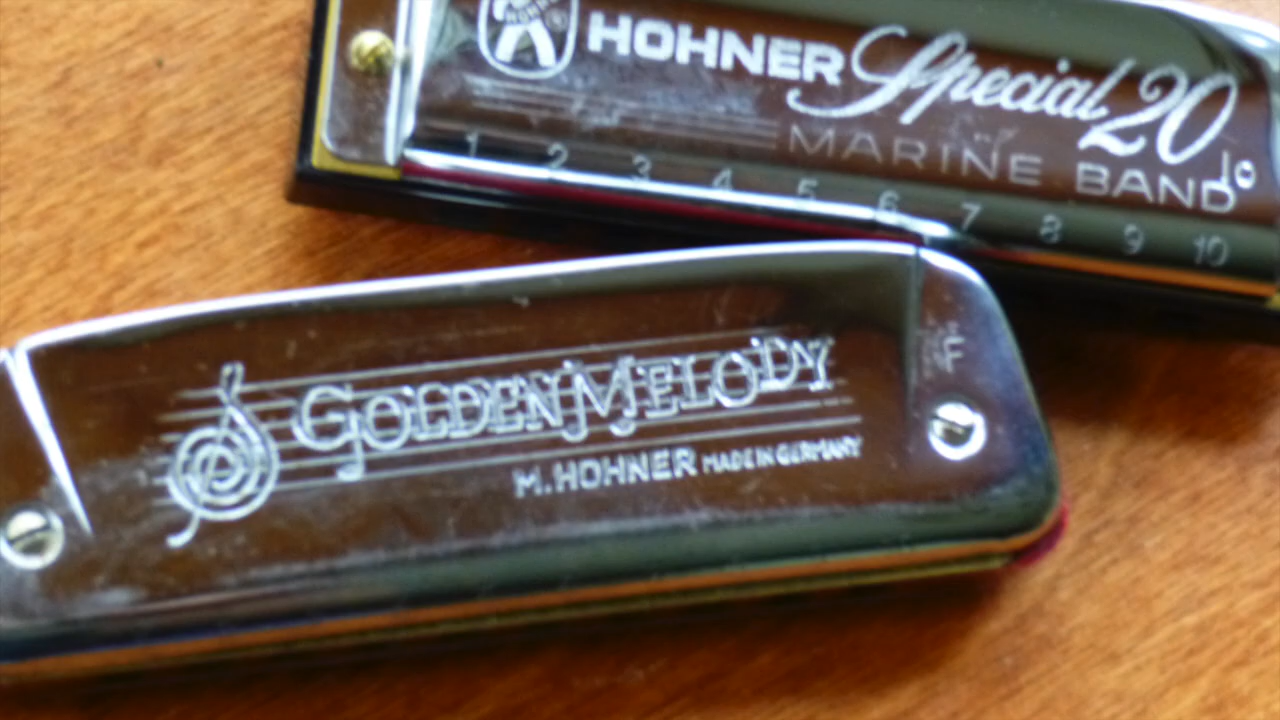 HOHNER Special 20
MARINE BAND
1 2 3 4 5 6 7 8 9 10
F
GOLDEN MELODY
M. HOHNER MADE IN GERMANY